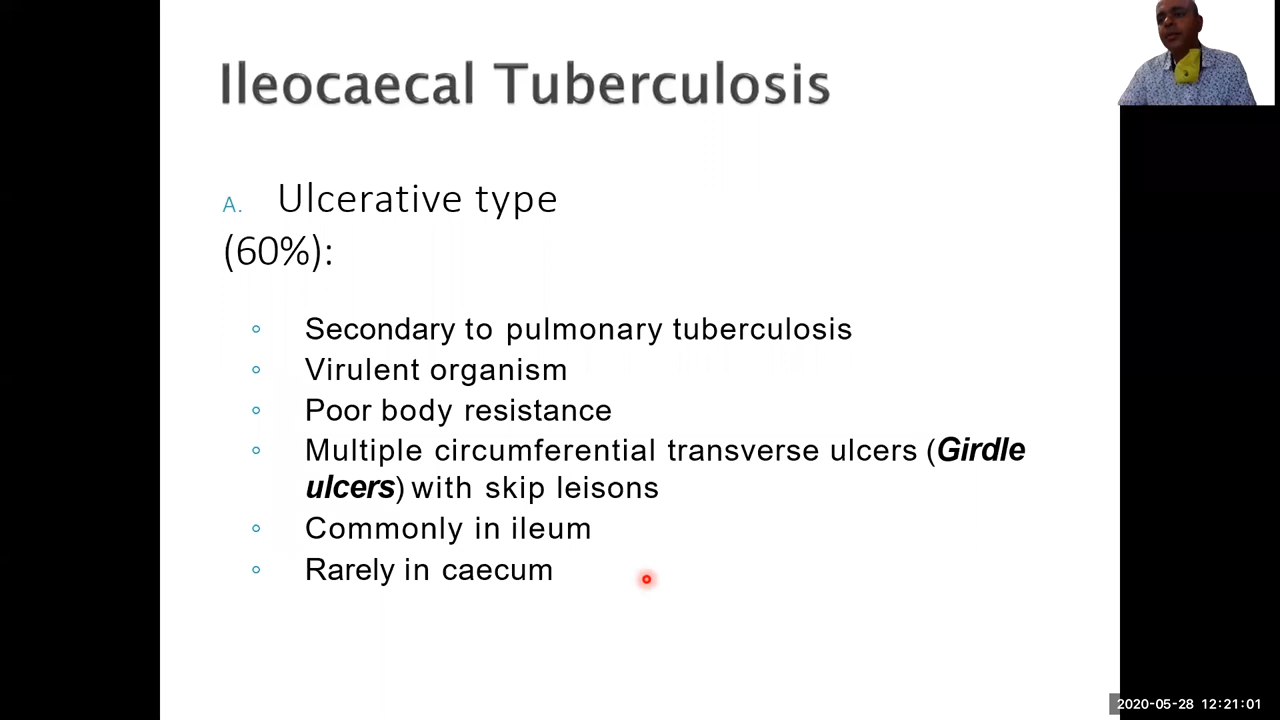 Ileocaecal Tuberculosis
A. Ulcerative type
(60%):
Secondary to pulmonary tuberculosis
Virulent organism
Poor body resistance
Multiple circumferential transverse ulcers (Girdle
ulcers) with skip leisons
Commonly in ileum
Rarely in caecum
2020-05-28 12:21:01